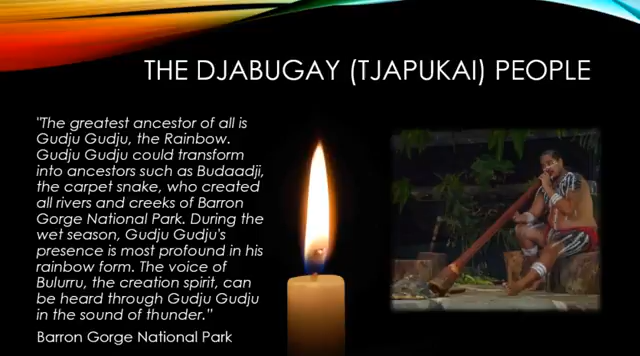 THE DJABUGAY (TJAPUKAI) PEOPLE
"The greatest ancestor of all is
Gudju Gudju, the Rainbow.
Gudju Gudju could transform
into ancestors such as Budaadji,
the carpet snake, who created
all rivers and creeks of Barron
Gorge National Park. During the
wet season, Gudju Gudju's
presence is most profound in his
rainbow form. The voice of
Bulurru, the creation spirit, can
be heard through Gudju Gudju
in the sound of thunder."
Barron Gorge National Park